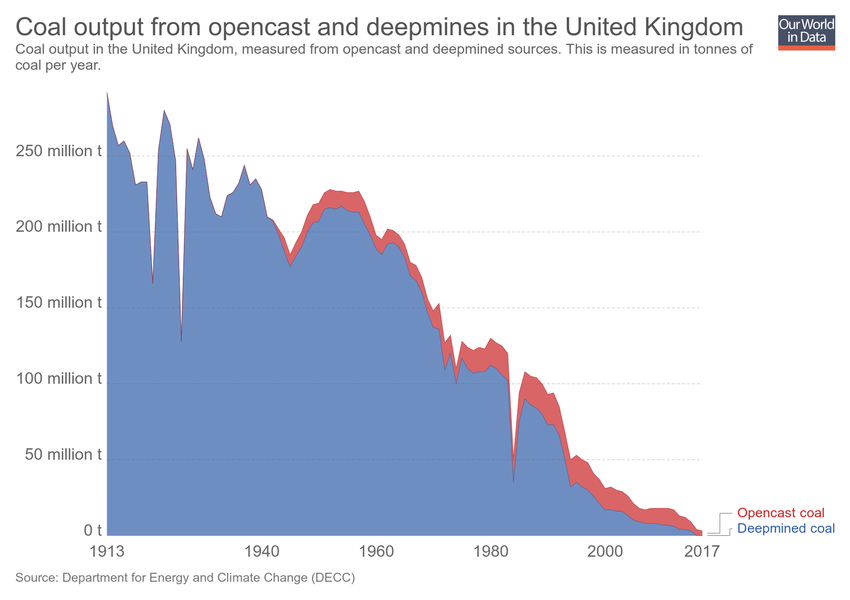 Coal output from opencast and deepmines in the United Kingdom
Our World
in Data
Coal output in the United Kingdom, measured from opencast and deepmined sources. This is measured in tonnes of
coal per year.
250 million t
200 million t
150 million t
100 million t
50 million t
0 t
Opencast coal
Deepmined coal
1913
1940
1960
1980
2000
2017
Source: Department for Energy and Climate Change (DECC)